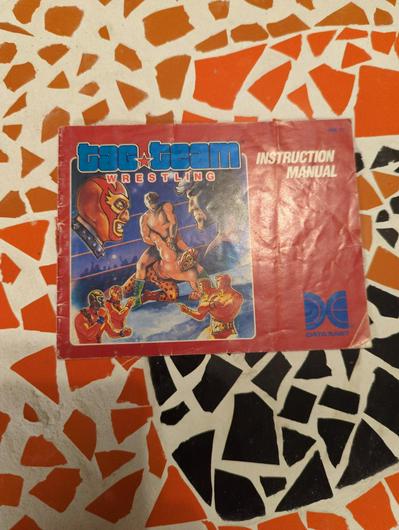 tag★team
WRESTLING
INSTRUCTION
MANUAL
DATA EAST